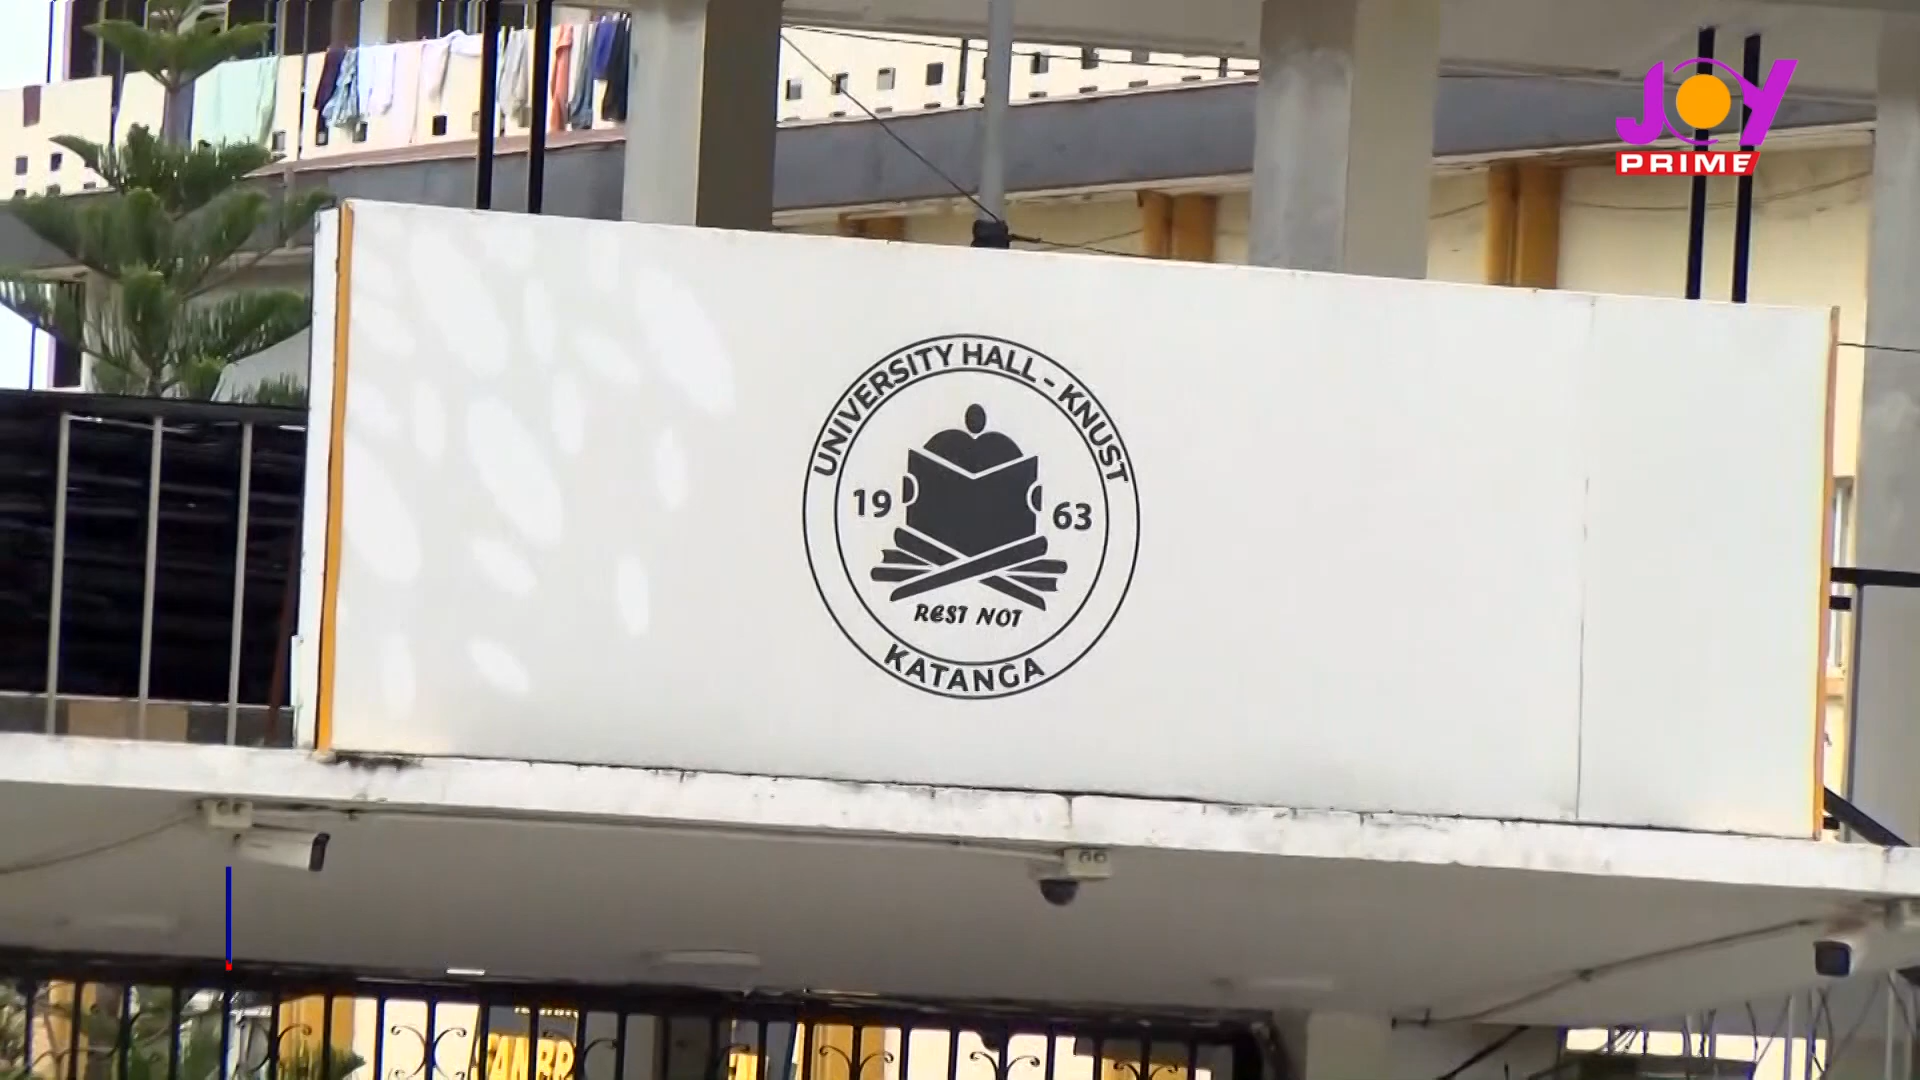 JOY
PRIME
UNIVERSITY HALL - KNUST
19 63
REST NOT
KATANGA